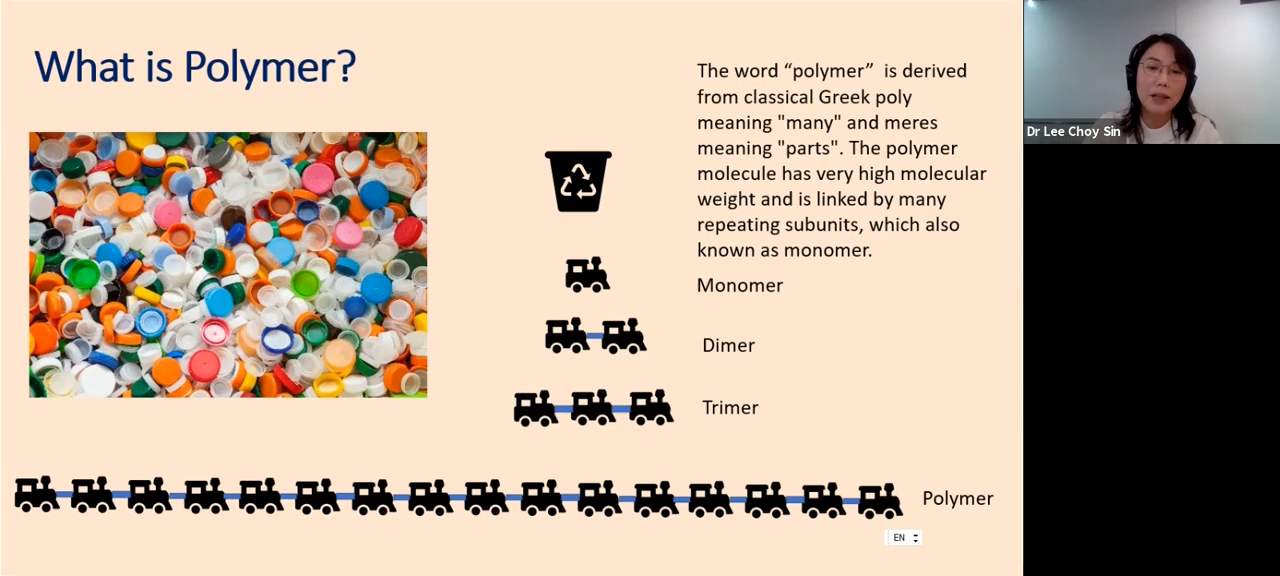 What is Polymer?
The word “polymer”  is derived
from classical Greek poly
meaning "many" and meres
meaning "parts". The polymer
molecule has very high molecular
weight and is linked by many
repeating subunits, which also
known as monomer.
Monomer
Dimer
Trimer
Polymer
EN
Dr Lee Choy Sin